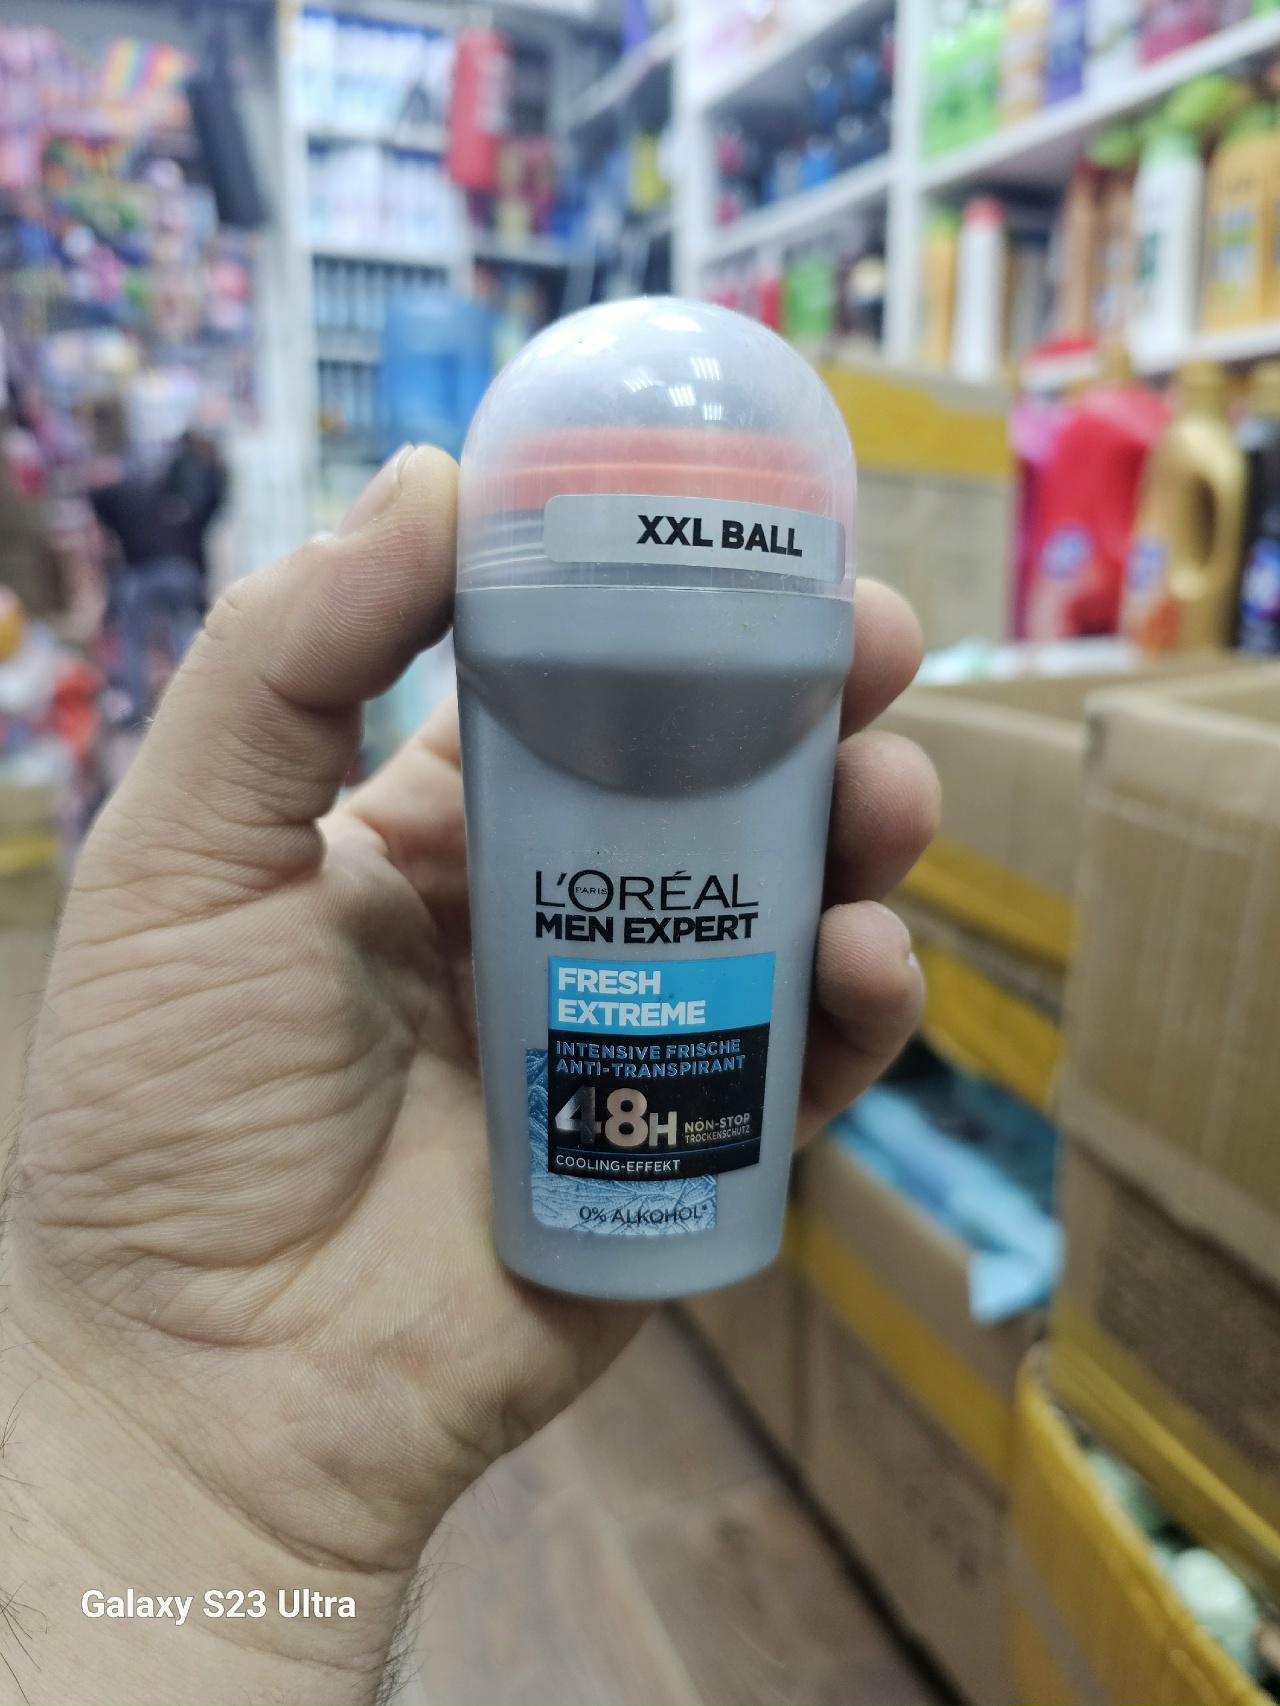 XXL BALL
L'ORÉAL
PARIS
MEN EXPERT
FRESH
EXTREME
INTENSIVE FRISCHE
ANTI-TRANSPIRANT
48H NON-STOP
TROCKENSCHUTZ
COOLING-EFFEKT
0% ALKOHOL*
Galaxy S23 Ultra